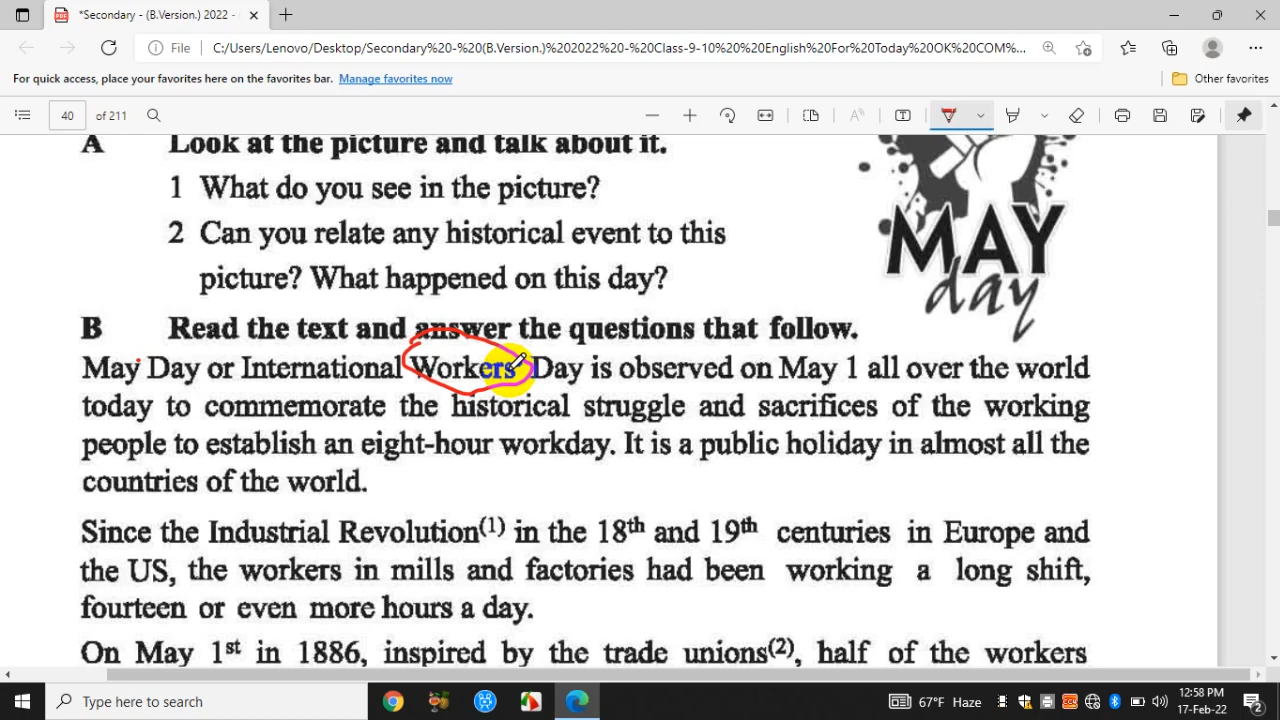 *Secondary - (B.Version.) 2022 -
File C:/Users/Lenovo/Desktop/Secondary%20-%20(B.Version.)%202022%20-%20Class-9-10%20%20English%20For%20Today%20OK%20COM%...
For quick access, place your favorites here on the favorites bar. Manage favorites now
Other favorites
40 of 211
A Look at the picture and talk about it.
1 What do you see in the picture?
2 Can you relate any historical event to this
picture? What happened on this day?
MAY
day
B Read the text and answer the questions that follow.
May Day or International Workers Day is observed on May 1 all over the world
today to commemorate the historical struggle and sacrifices of the working
people to establish an eight-hour workday. It is a public holiday in almost all the
countries of the world.
Since the Industrial Revolution(1) in the 18th and 19th centuries in Europe and
the US, the workers in mills and factories had been working a long shift,
fourteen or even more hours a day.
On May 1st in 1886, inspired by the trade unions(2), half of the workers
Type here to search
67°F Haze
12:58 PM
17-Feb-22
2